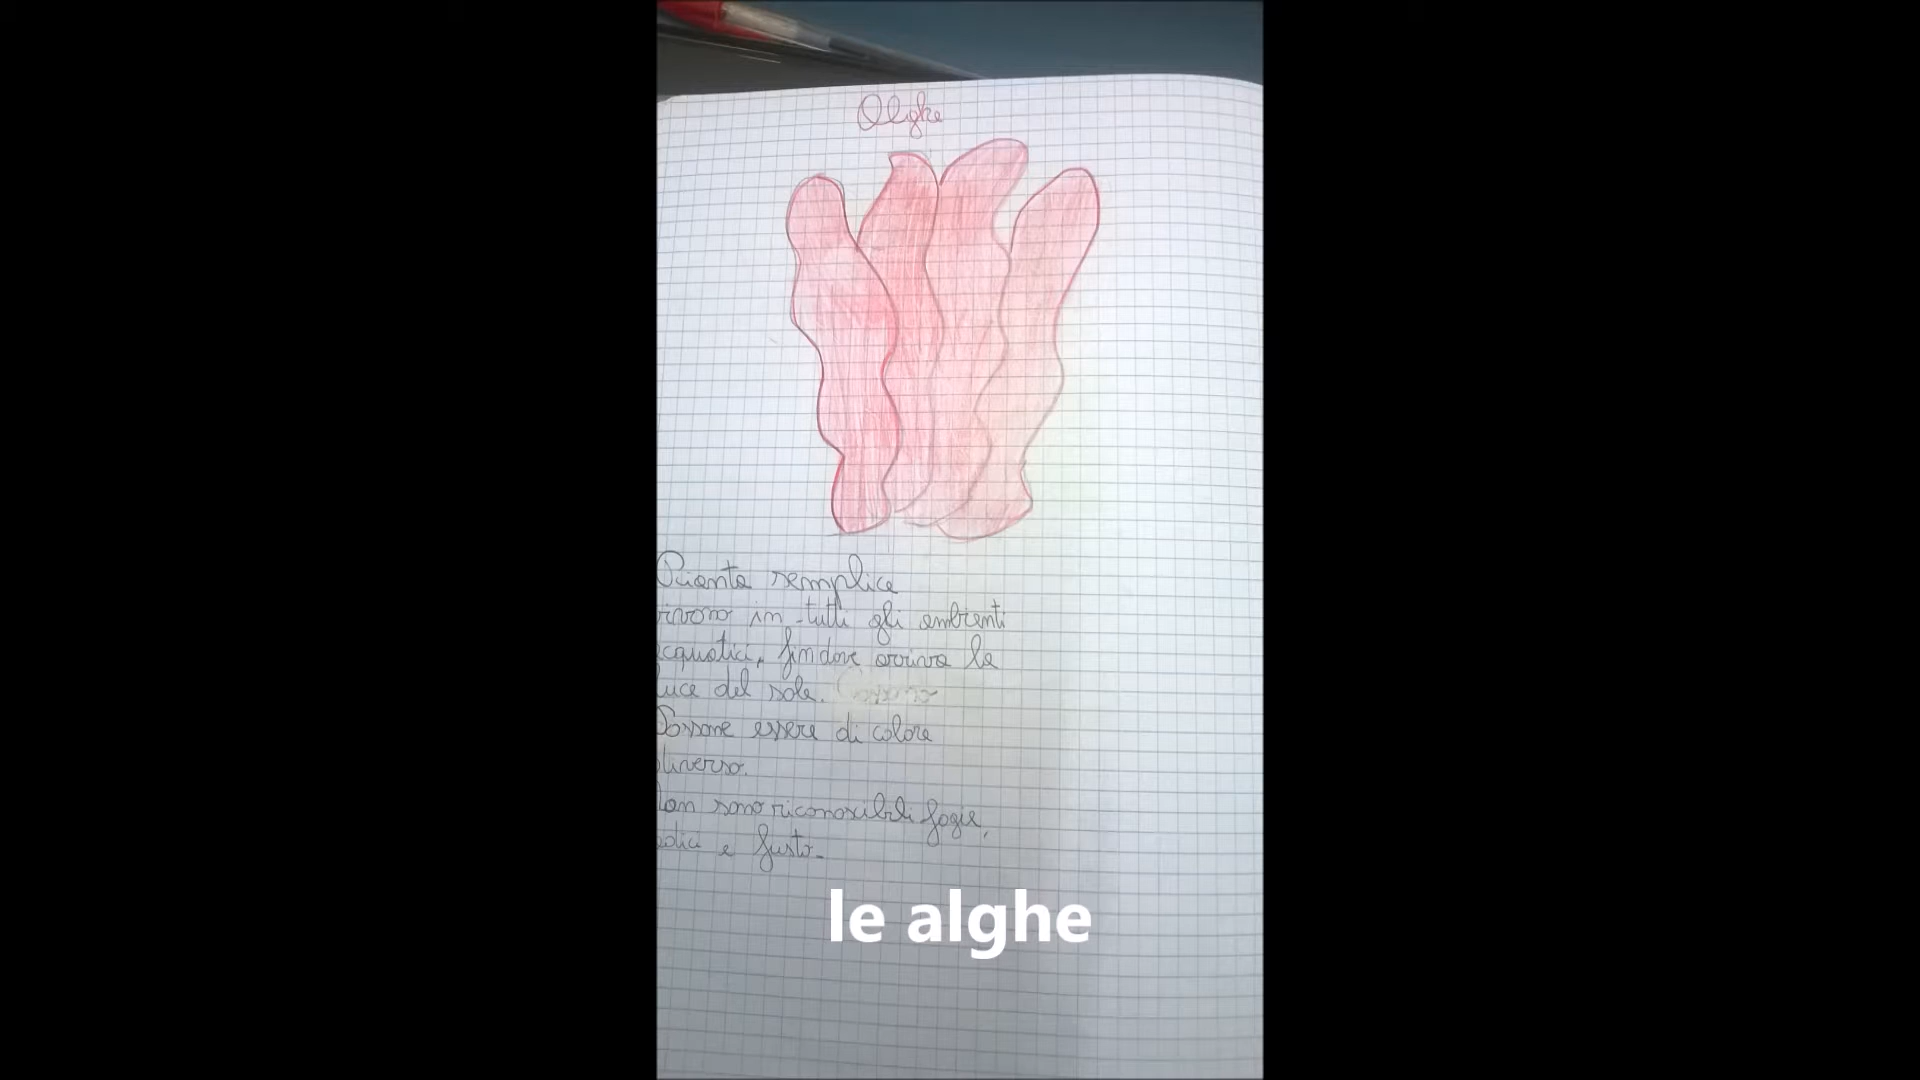 Alghe
Pianta semplice
vivono in tutti gli ambienti
acquatici, fin dove arriva la
luce del sole.
Possono essere di colore
diverso.
Non sono riconoscibili fogie,
radici e fusto.
le alghe